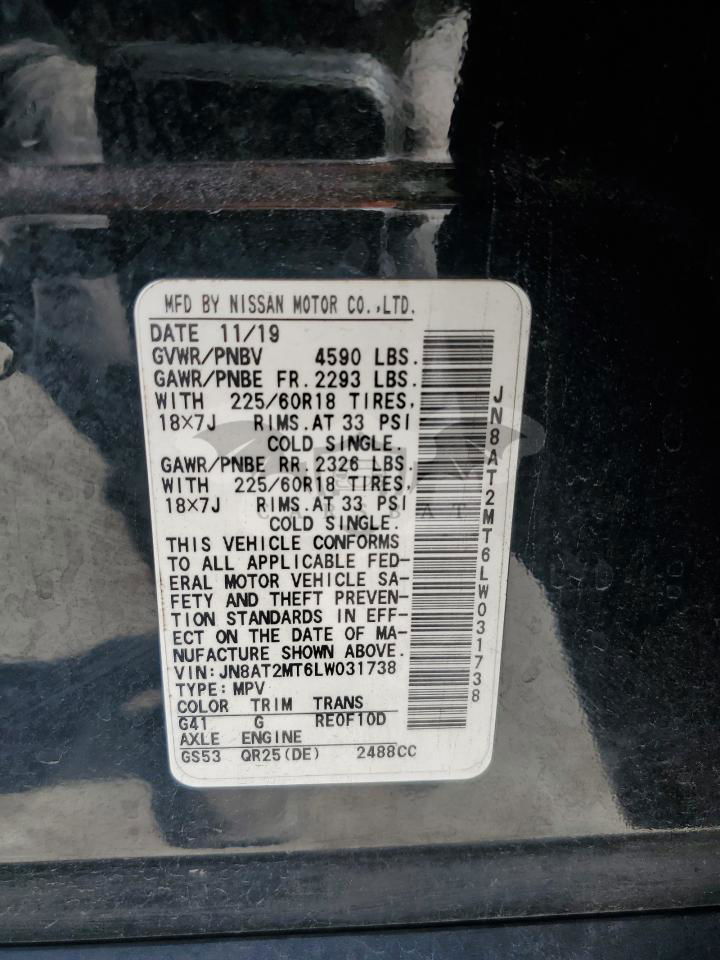 MFD BY NISSAN MOTOR CO.,LTD.
DATE 11/19
GVWR/PNBV 4590 LBS.
GAWR/PNBE FR. 2293 LBS.
WITH 225/60R18 TIRES.
18×7J RIMS.AT 33 PSI
COLD SINGLE.
GAWR/PNBE RR. 2326 LBS.
WITH 225/60R18 TIRES.
18×7J RIMS.AT 33 PSI
COLD SINGLE.
THIS VEHICLE CONFORMS
TO ALL APPLICABLE FED-
ERAL MOTOR VEHICLE SA-
FETY AND THEFT PREVEN-
TION STANDARDS IN EFF-
ECT ON THE DATE OF MA-
NUFACTURE SHOWN ABOVE.
VIN:JN8AT2MT6LW031738
TYPE:MPV
COLOR TRIM TRANS
G41 G RE0F10D
AXLE ENGINE
GS53 QR25(DE) 2488CC
JN8AT2MT6LW031738